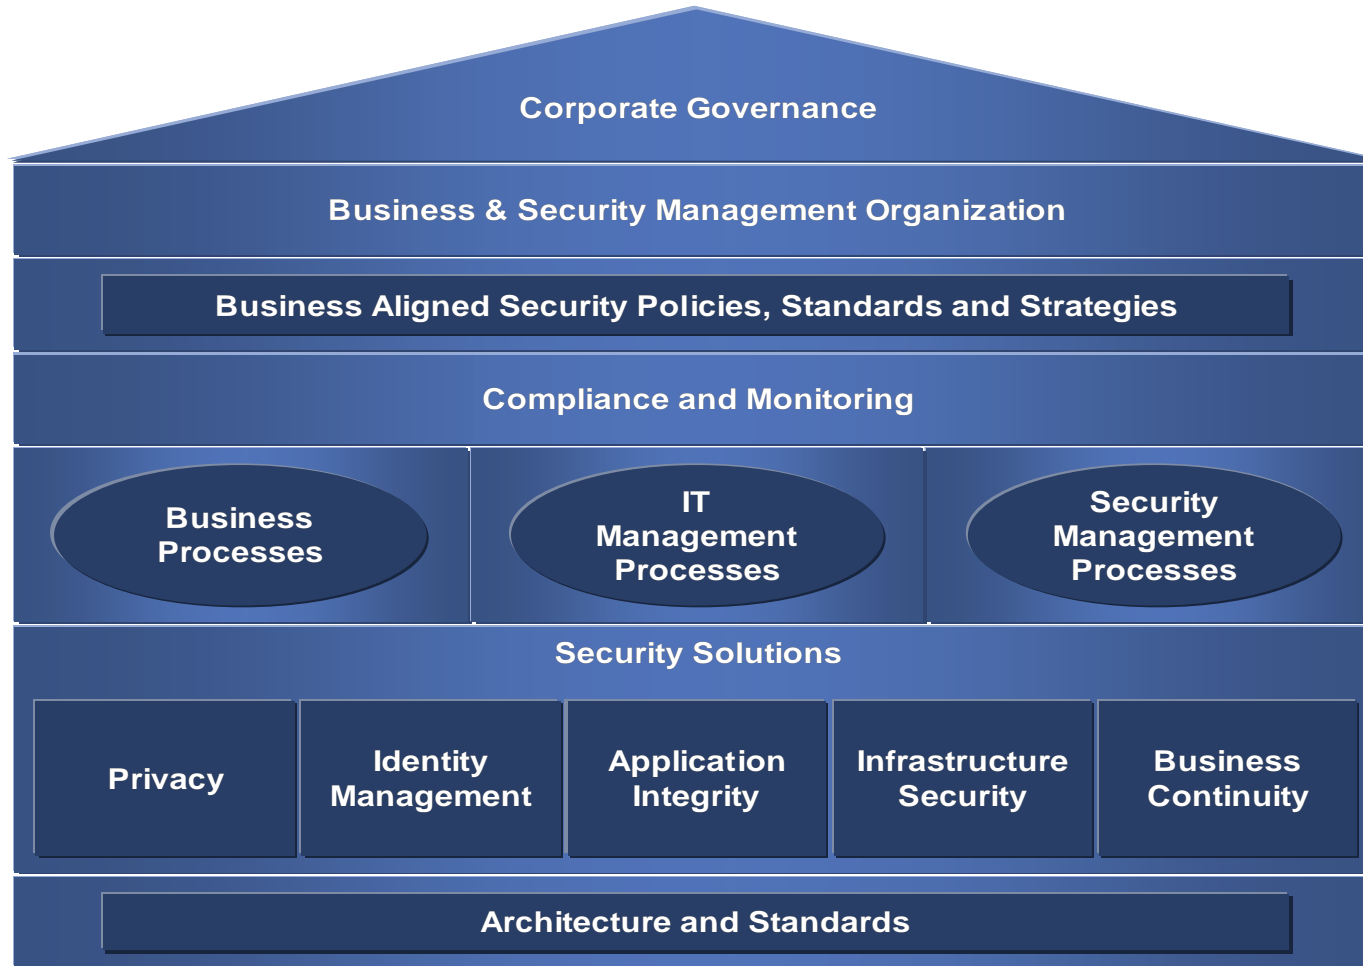 Corporate Governance
Business & Security Management Organization
Business Aligned Security Policies, Standards and Strategies
Compliance and Monitoring
Business
Processes
IT
Management
Processes
Security
Management
Processes
Security Solutions
Privacy
Identity
Management
Application
Integrity
Infrastructure
Security
Business
Continuity
Architecture and Standards